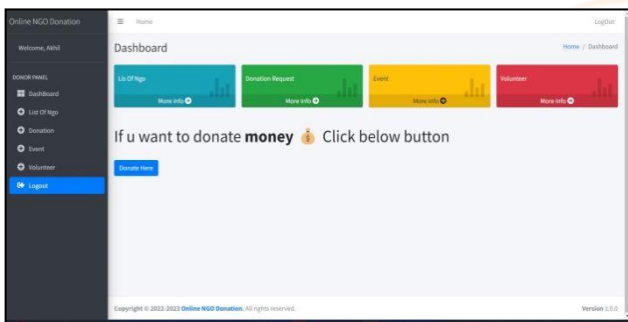 Online NGO Donation
Home
LogOut
Welcome, Akhil
Dashboard
Home / Dashboard
DONOR PANEL
DashBoard
List Of Ngo
Donation
Event
Volunteer
Logout
Lis Of Ngo
More info
Donation Request
More info
Event
More info
Volunteer
More info
If u want to donate money 💰 Click below button
Donate Here
Copyright © 2022-2023 Online NGO Donation. All rights reserved.
Version 1.0.0